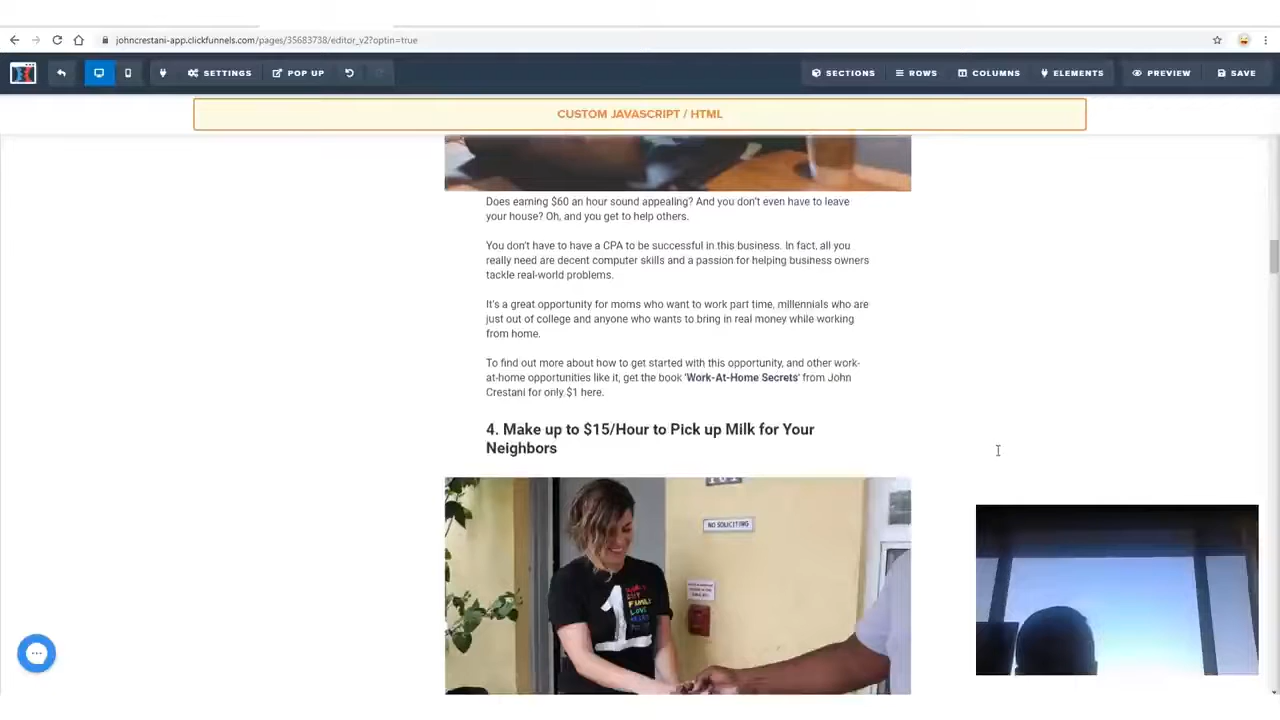 johncrestani-app.clickfunnels.com/pages/35683738/editor_v2?optin=true
SETTINGS
POP UP
SECTIONS
ROWS
COLUMNS
ELEMENTS
PREVIEW
SAVE
CUSTOM JAVASCRIPT / HTML
Does earning $60 an hour sound appealing? And you don't even have to leave
your house? Oh, and you get to help others.
You don't have to have a CPA to be successful in this business. In fact, all you
really need are decent computer skills and a passion for helping business owners
tackle real-world problems.
It's a great opportunity for moms who want to work part time, millennials who are
just out of college and anyone who wants to bring in real money while working
from home.
To find out more about how to get started with this opportunity, and other work-
at-home opportunities like it, get the book 'Work-At-Home Secrets' from John
Crestani for only $1 here.
4. Make up to $15/Hour to Pick up Milk for Your
Neighbors
NO SOLICITING
1
FAMILY
LOVE